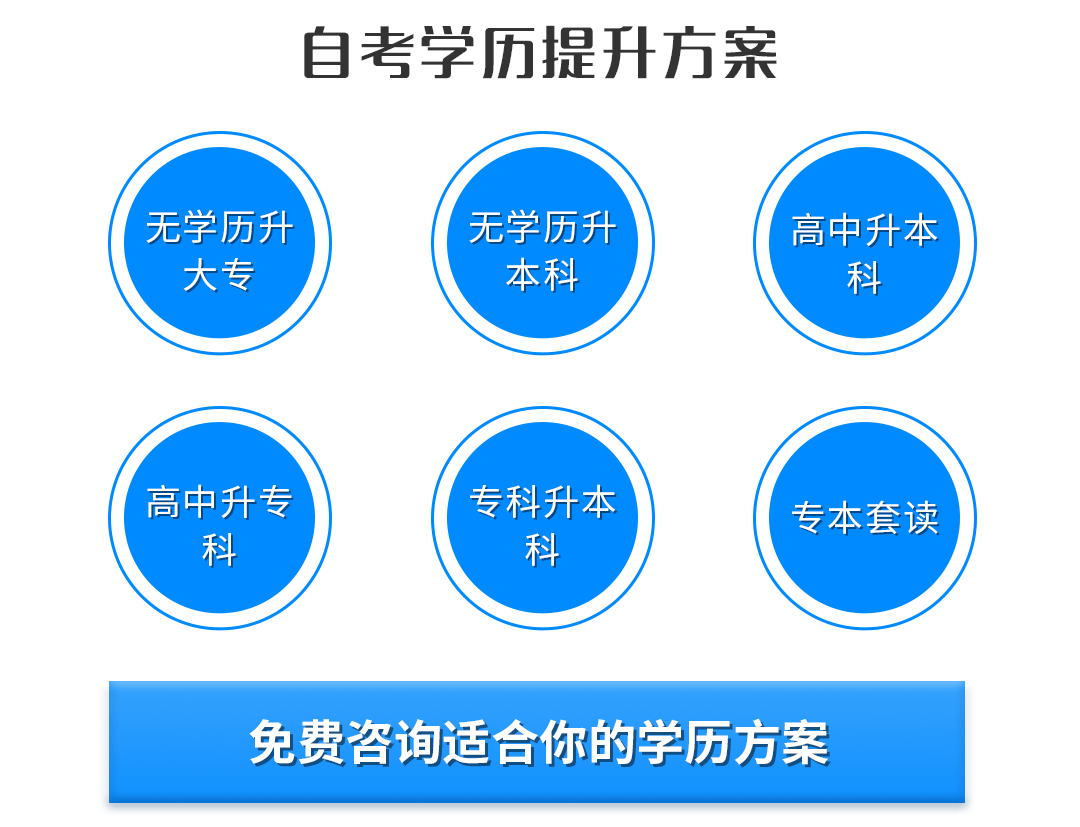 自考学历提升方案
无学历升
大专
无学历升
本科
高中升本
科
高中升专
科
专科升本
科
专本套读
免费咨询适合你的学历方案